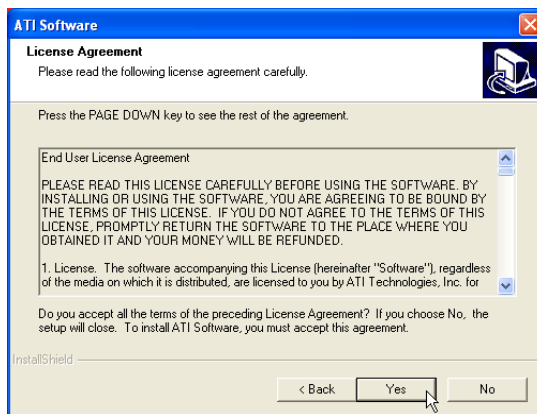 ATI Software
License Agreement
Please read the following license agreement carefully.
Press the PAGE DOWN key to see the rest of the agreement.
End User License Agreement
PLEASE READ THIS LICENSE CAREFULLY BEFORE USING THE SOFTWARE. BY
INSTALLING OR USING THE SOFTWARE, YOU ARE AGREEING TO BE BOUND BY
THE TERMS OF THIS LICENSE. IF YOU DO NOT AGREE TO THE TERMS OF THIS
LICENSE, PROMPTLY RETURN THE SOFTWARE TO THE PLACE WHERE YOU
OBTAINED IT AND YOUR MONEY WILL BE REFUNDED.
1. License. The software accompanying this License (hereinafter "Software"), regardless
of the media on which it is distributed, are licensed to you by ATI Technologies, Inc. for
Do you accept all the terms of the preceding License Agreement? If you choose No, the
setup will close. To install ATI Software, you must accept this agreement.
InstallShield
< Back Yes No